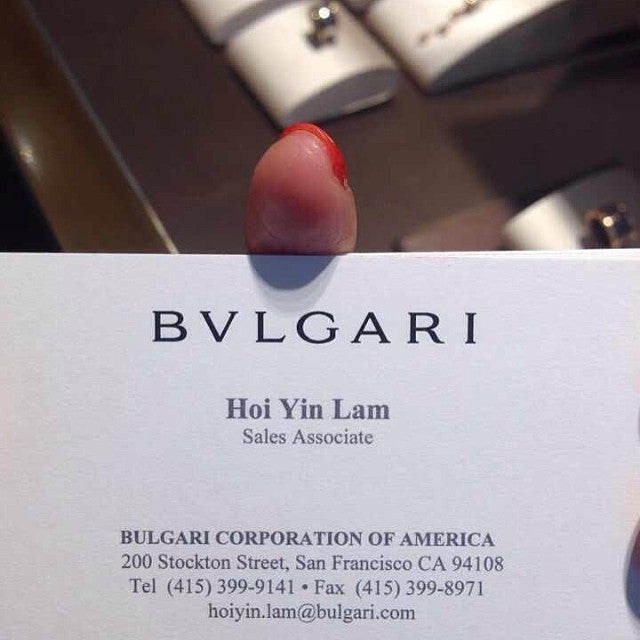 BVLGARI
Hoi Yin Lam
Sales Associate
BULGARI CORPORATION OF AMERICA
200 Stockton Street, San Francisco CA 94108
Tel (415) 399-9141 • Fax (415) 399-8971
hoiyin.lam@bulgari.com